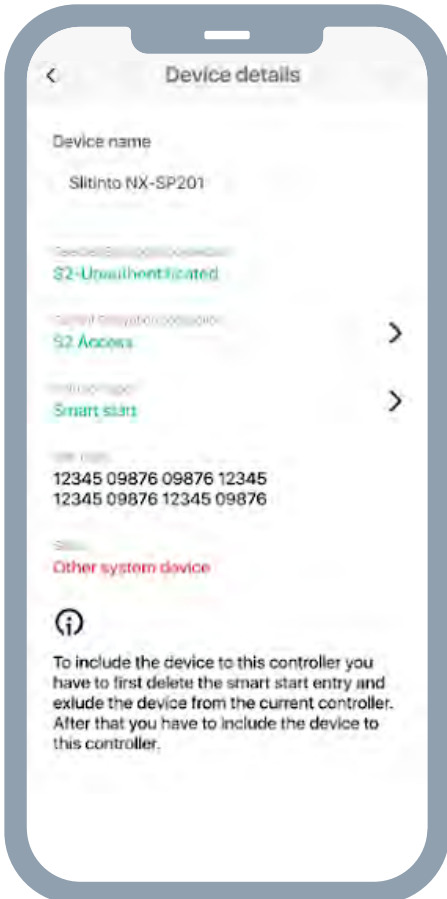 Device details
Device name
Slitinto NX-SP201
S2-Unauthentificated
S2 Access
Smart start
12345 09876 09876 12345
12345 09876 12345 09876
Other system device
To include the device to this controller you
have to first delete the smart start entry and
exlude the device from the current controller.
After that you have to include the device to
this controller.